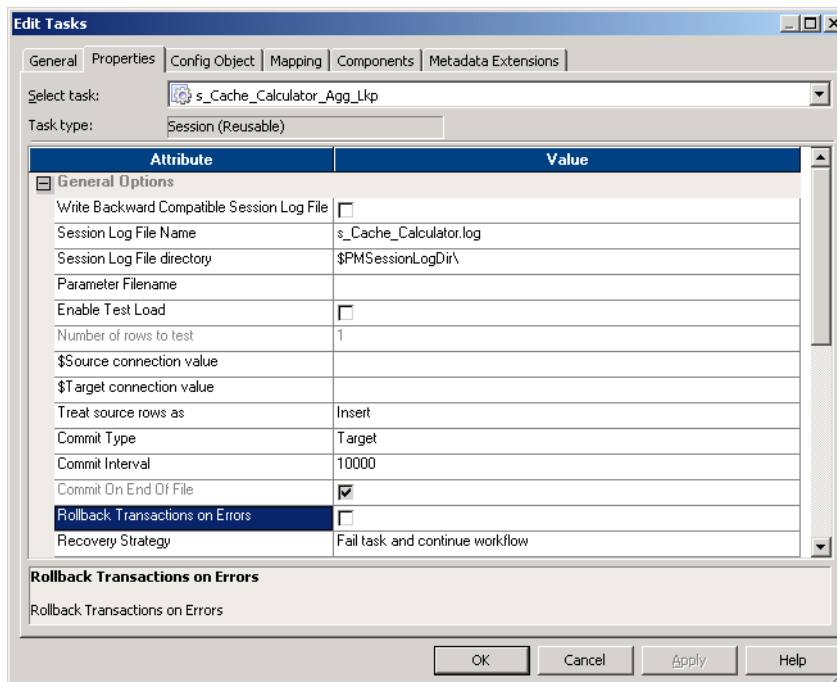 Edit Tasks
General Properties Config Object Mapping Components Metadata Extensions
Select task: s_Cache_Calculator_Agg_Lkp
Task type: Session (Reusable)
Attribute Value
General Options
Write Backward Compatible Session Log File
Session Log File Name s_Cache_Calculator.log
Session Log File directory $PMSessionLogDir\
Parameter Filename
Enable Test Load
Number of rows to test 1
$Source connection value
$Target connection value
Treat source rows as Insert
Commit Type Target
Commit Interval 10000
Commit On End Of File
Rollback Transactions on Errors
Recovery Strategy Fail task and continue workflow
Rollback Transactions on Errors
Rollback Transactions on Errors
OK Cancel Apply Help